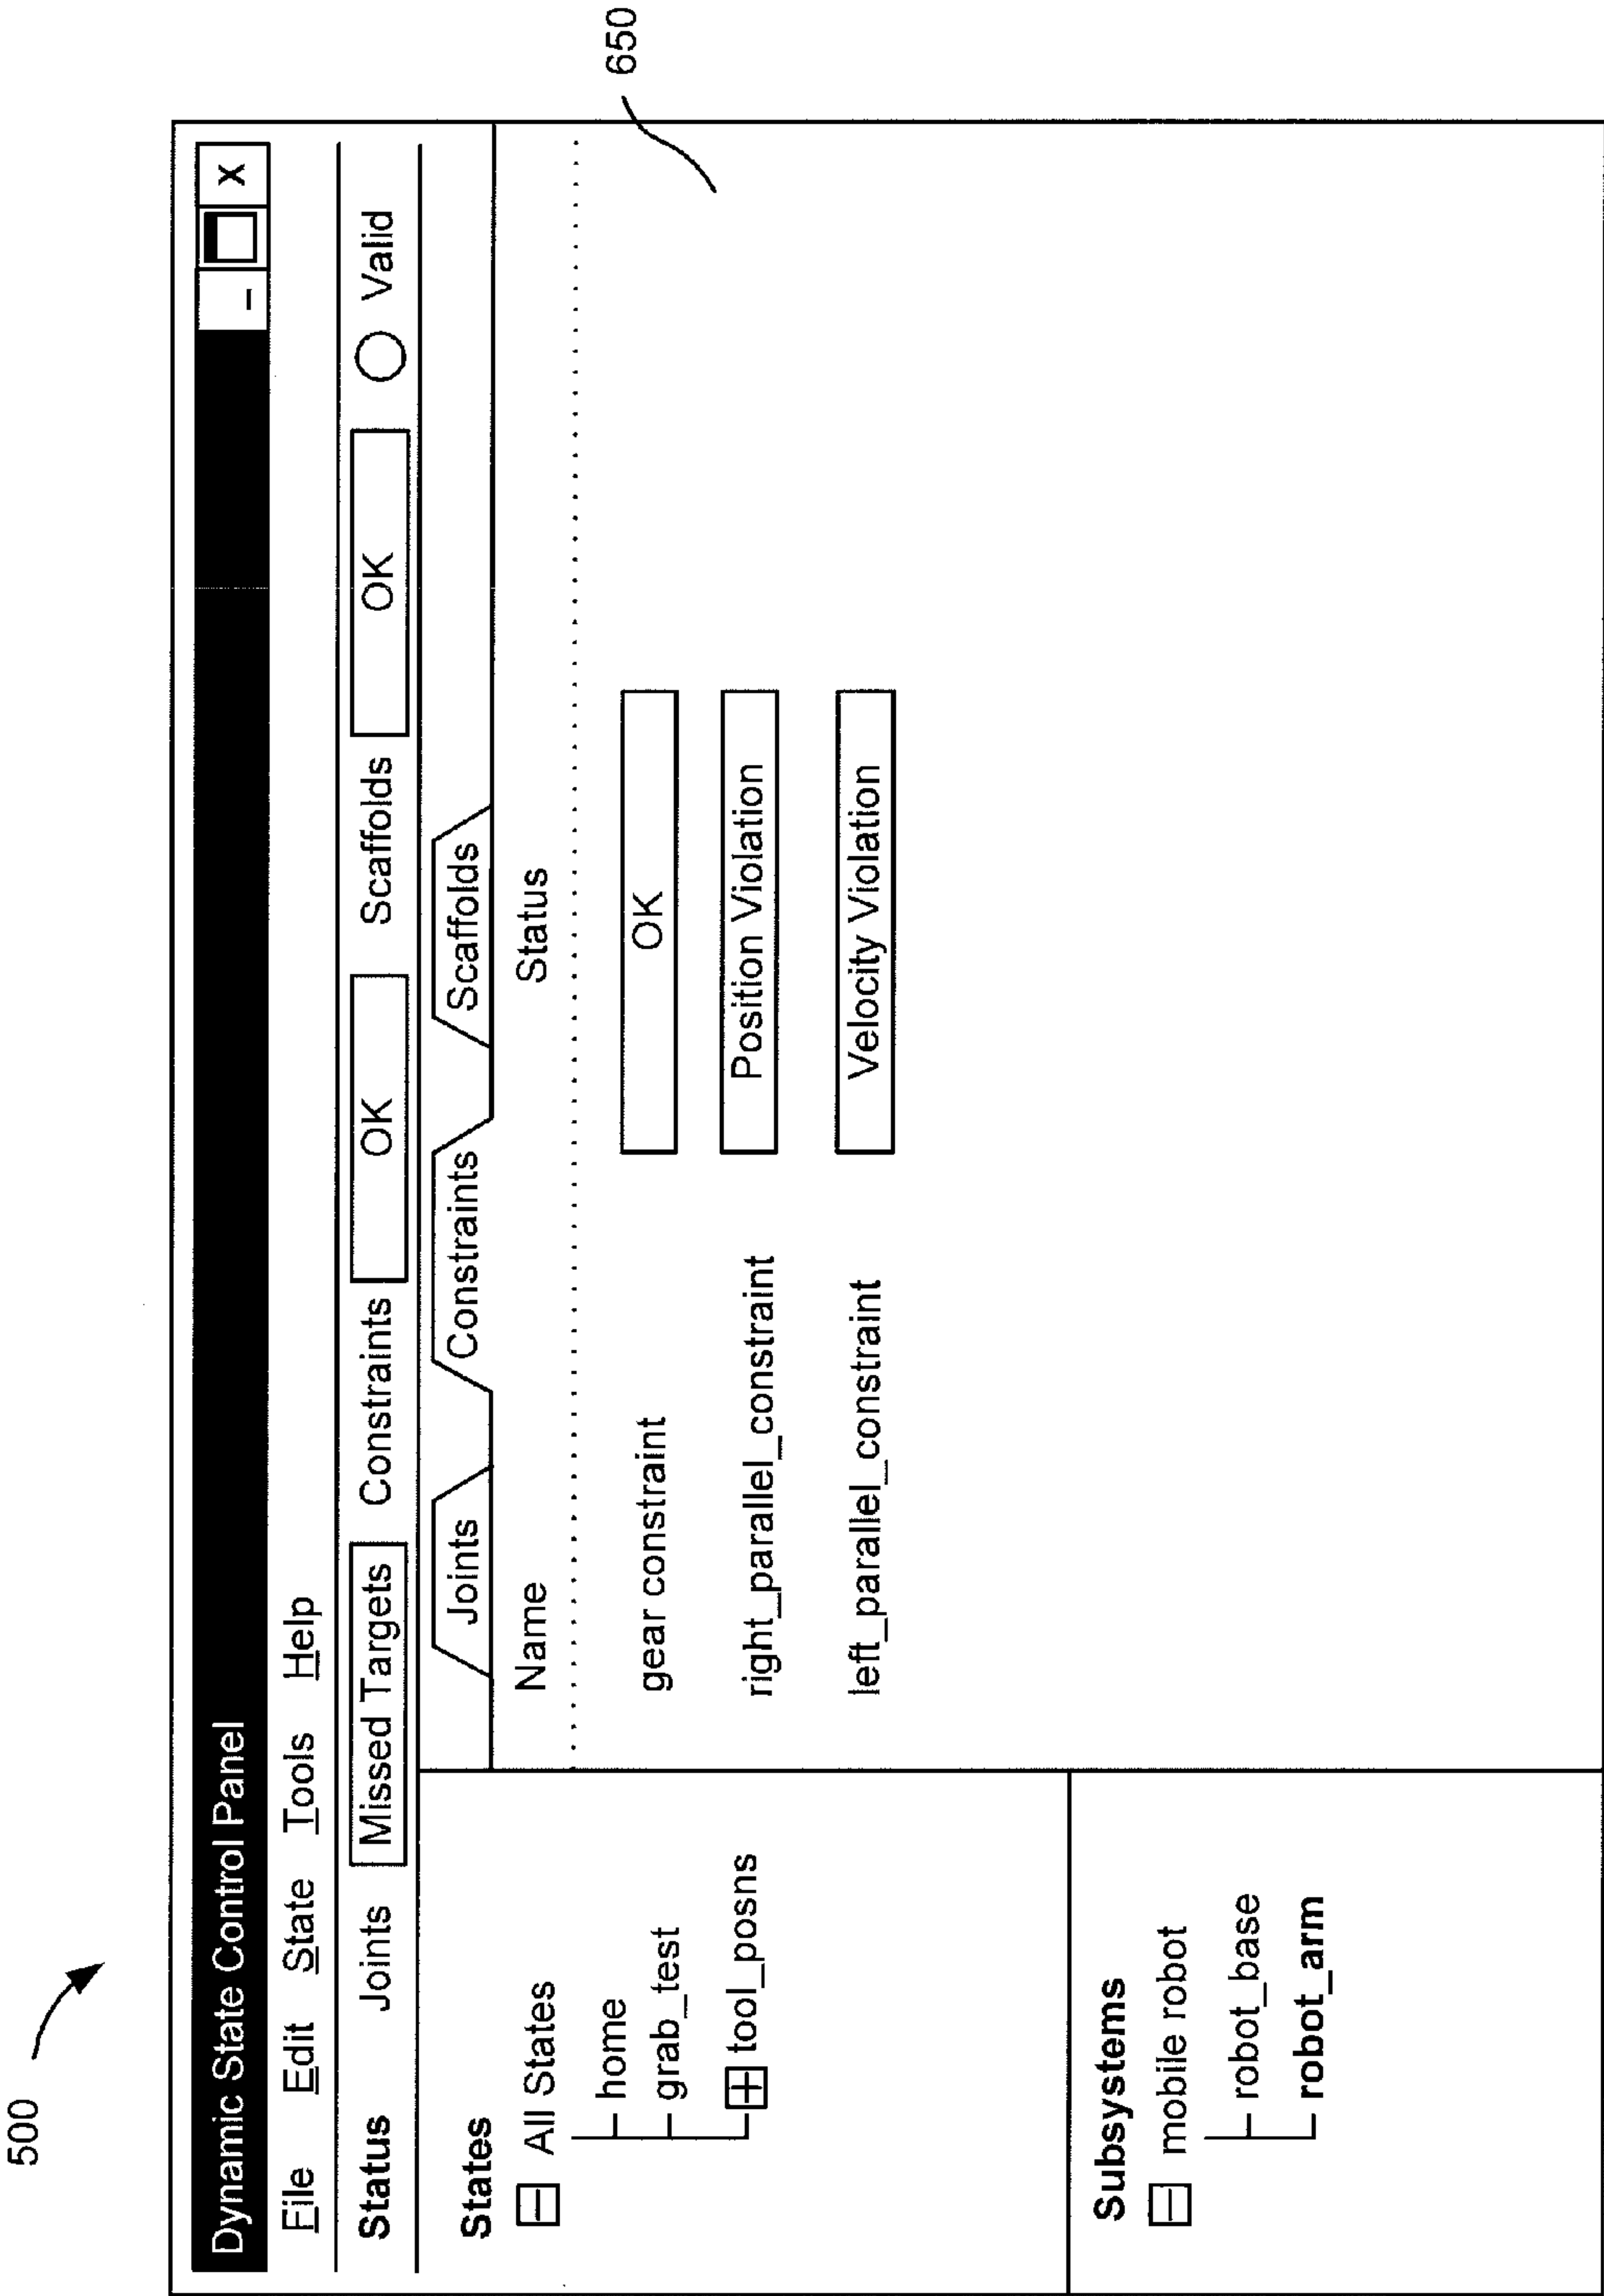 500
Dynamic State Control Panel – X
File Edit State Tools Help
Status Joints Missed Targets Constraints OK Scaffolds OK Valid
States
All States
home
grab_test
tool_posns
Subsystems
mobile robot
robot_base
robot_arm
Joints Constraints Scaffolds
Name Status
gear constraint OK
right_parallel_constraint Position Violation
left_parallel_constraint Velocity Violation
650